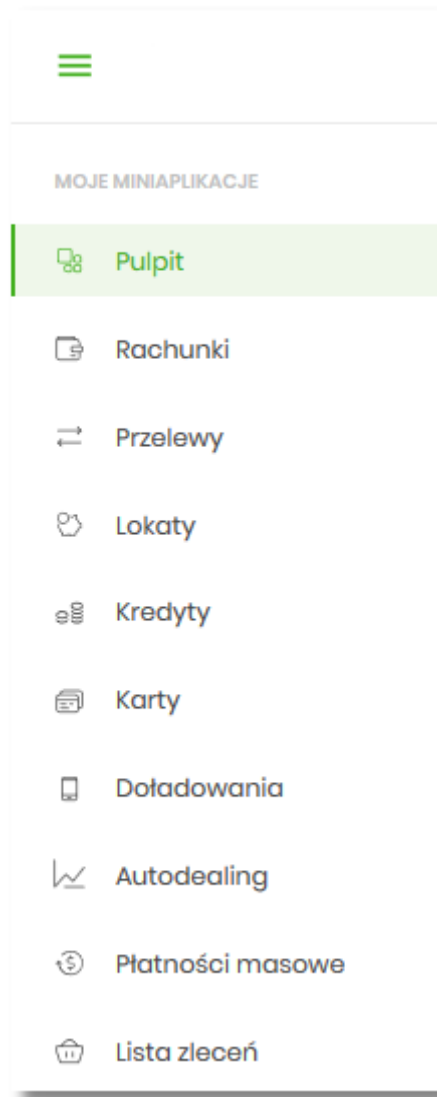 MOJE MINIAPLIKACJE
Pulpit
Rachunki
Przelewy
Lokaty
Kredyty
Karty
Doładowania
Autodealing
Płatności masowe
Lista zleceń